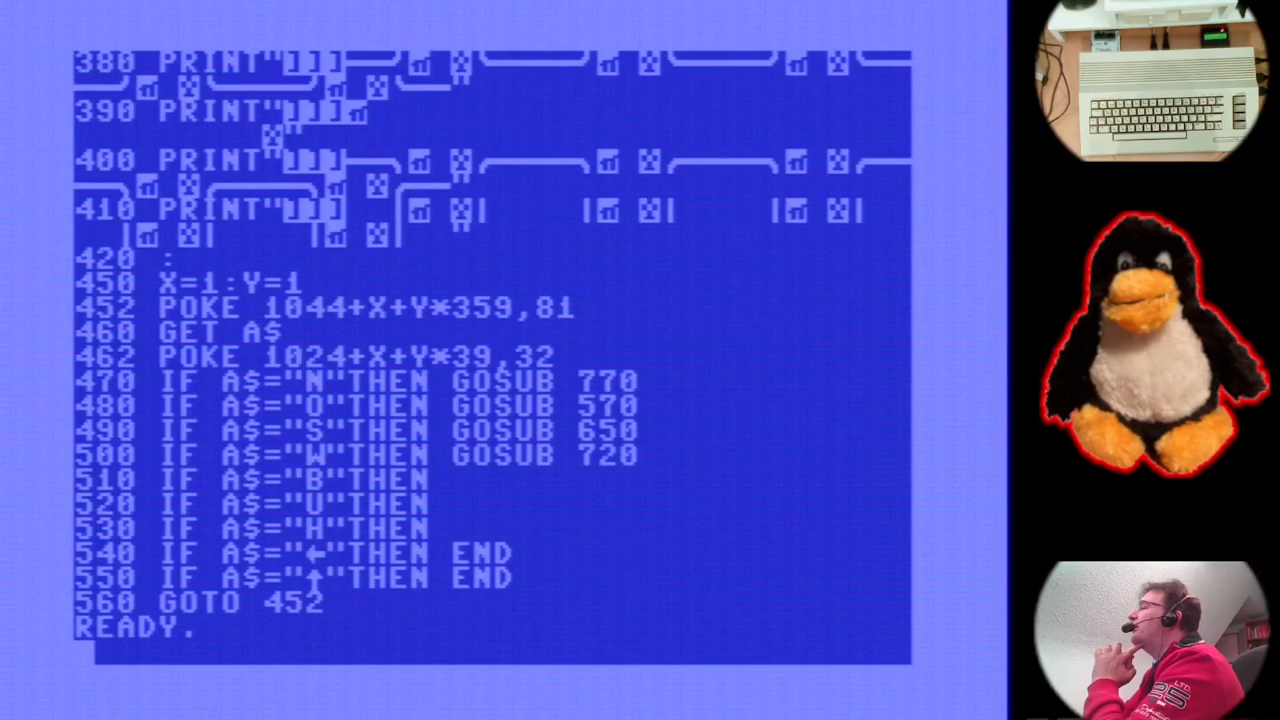 380 PRINT"]]]
"
390 PRINT"]]]
"
400 PRINT"]]]
"
410 PRINT"]]]
"
420 :
450 X=1:Y=1
452 POKE 1044+X+Y*359,81
460 GET A$
462 POKE 1024+X+Y*39,32
470 IF A$="N"THEN GOSUB 770
480 IF A$="O"THEN GOSUB 570
490 IF A$="S"THEN GOSUB 650
500 IF A$="W"THEN GOSUB 720
510 IF A$="B"THEN
520 IF A$="U"THEN
530 IF A$="H"THEN
540 IF A$="←"THEN END
550 IF A$="↑"THEN END
560 GOTO 452
READY.
LTD.
25